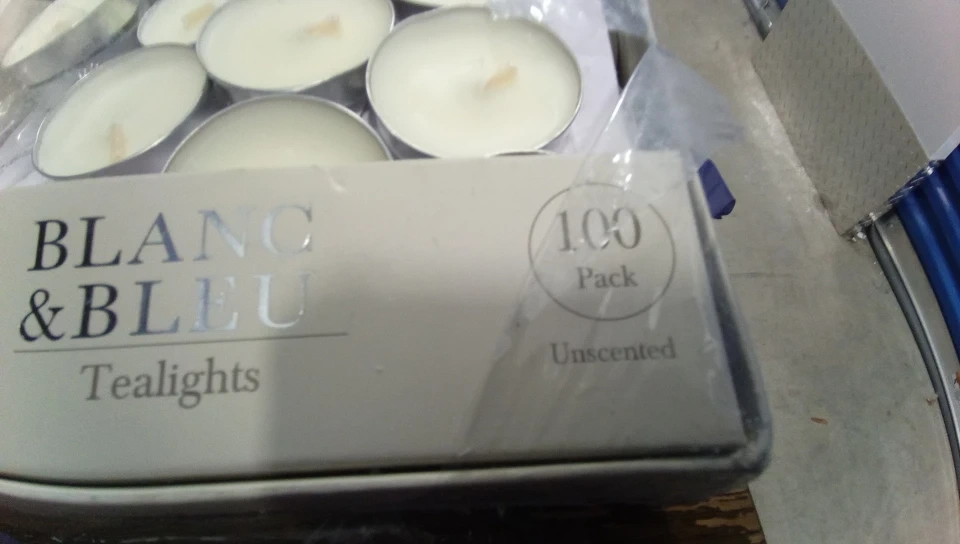 BLANC
&BLEU
Tealights
100
Pack
Unscented